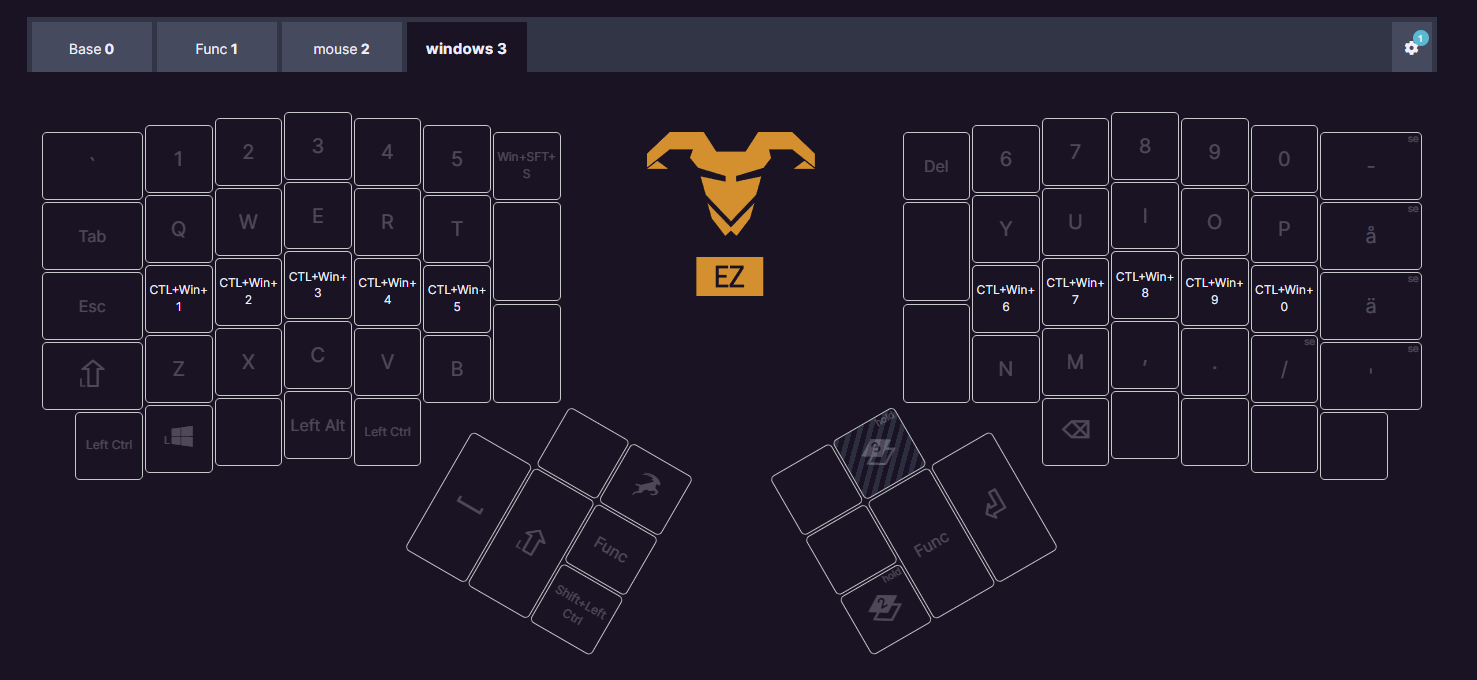 Base 0 Func 1 mouse 2 windows 3 1
` 1 2 3 4 5 Win+SFT+
S
Del 6 7 8 9 0 - se
Tab Q W E R T
Y U I O P å se
Esc CTL+Win+
1
CTL+Win+
2
CTL+Win+
3
CTL+Win+
4
CTL+Win+
5
EZ
CTL+Win+
6
CTL+Win+
7
CTL+Win+
8
CTL+Win+
9
CTL+Win+
0
ä se
L Z X C V B
N M , . / se ' se
Left Ctrl L Left Alt Left Ctrl
L
Func
Shift+Left
Ctrl
hold
3
Func
hold
2